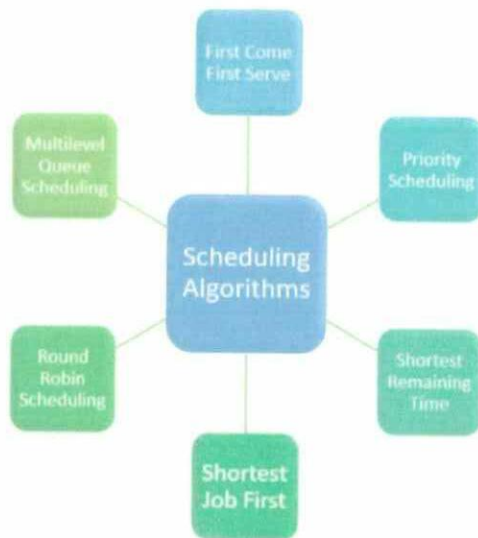 First Come
First Serve
Multilevel
Queue
Scheduling
Priority
Scheduling
Scheduling
Algorithms
Round
Robin
Scheduling
Shortest
Remaining
Time
Shortest
Job First